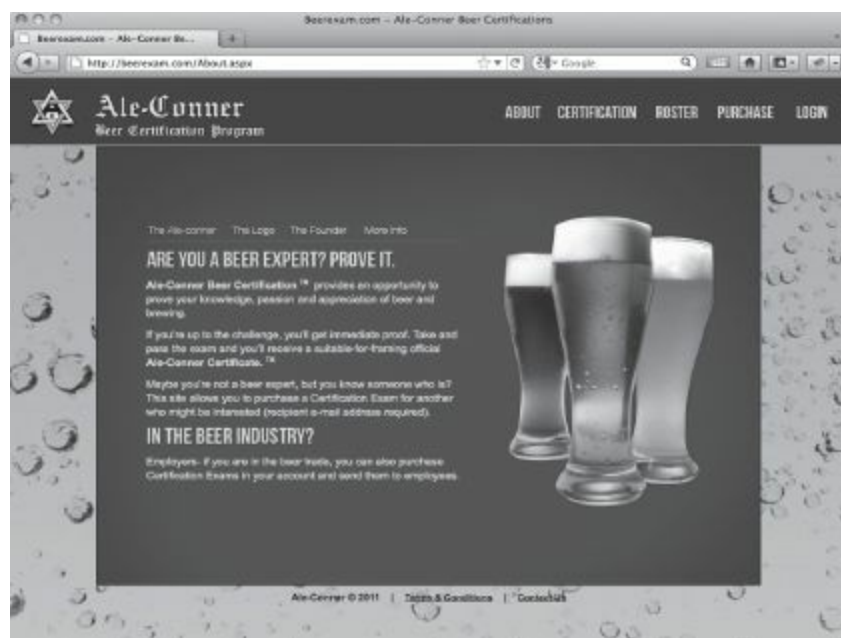 Beerexam.com – Ale-Conner Beer Certifications
Beerexam.com – Ale-Conner Be...
http://beerexam.com/About.aspx
Google
Ale-Conner
Beer Certification Program
ABOUT CERTIFICATION ROSTER PURCHASE LOGIN
The Ale-conner The Logo The Founder More Info
ARE YOU A BEER EXPERT? PROVE IT.
Ale-Conner Beer Certification ™ provides an opportunity to
prove your knowledge, passion and appreciation of beer and
brewing.
If you're up to the challenge, you'll get immediate proof. Take and
pass the exam and you'll receive a suitable-for-framing official
Ale-Conner Certificate. ™
Maybe you're not a beer expert, but you know someone who is?
This site allows you to purchase a Certification Exam for another
who might be interested (recipient e-mail address required).
IN THE BEER INDUSTRY?
Employers- if you are in the beer trade, you can also purchase
Certification Exams in your account and send them to employees.
Ale-Conner © 2011 | Terms & Conditions | Contact Us